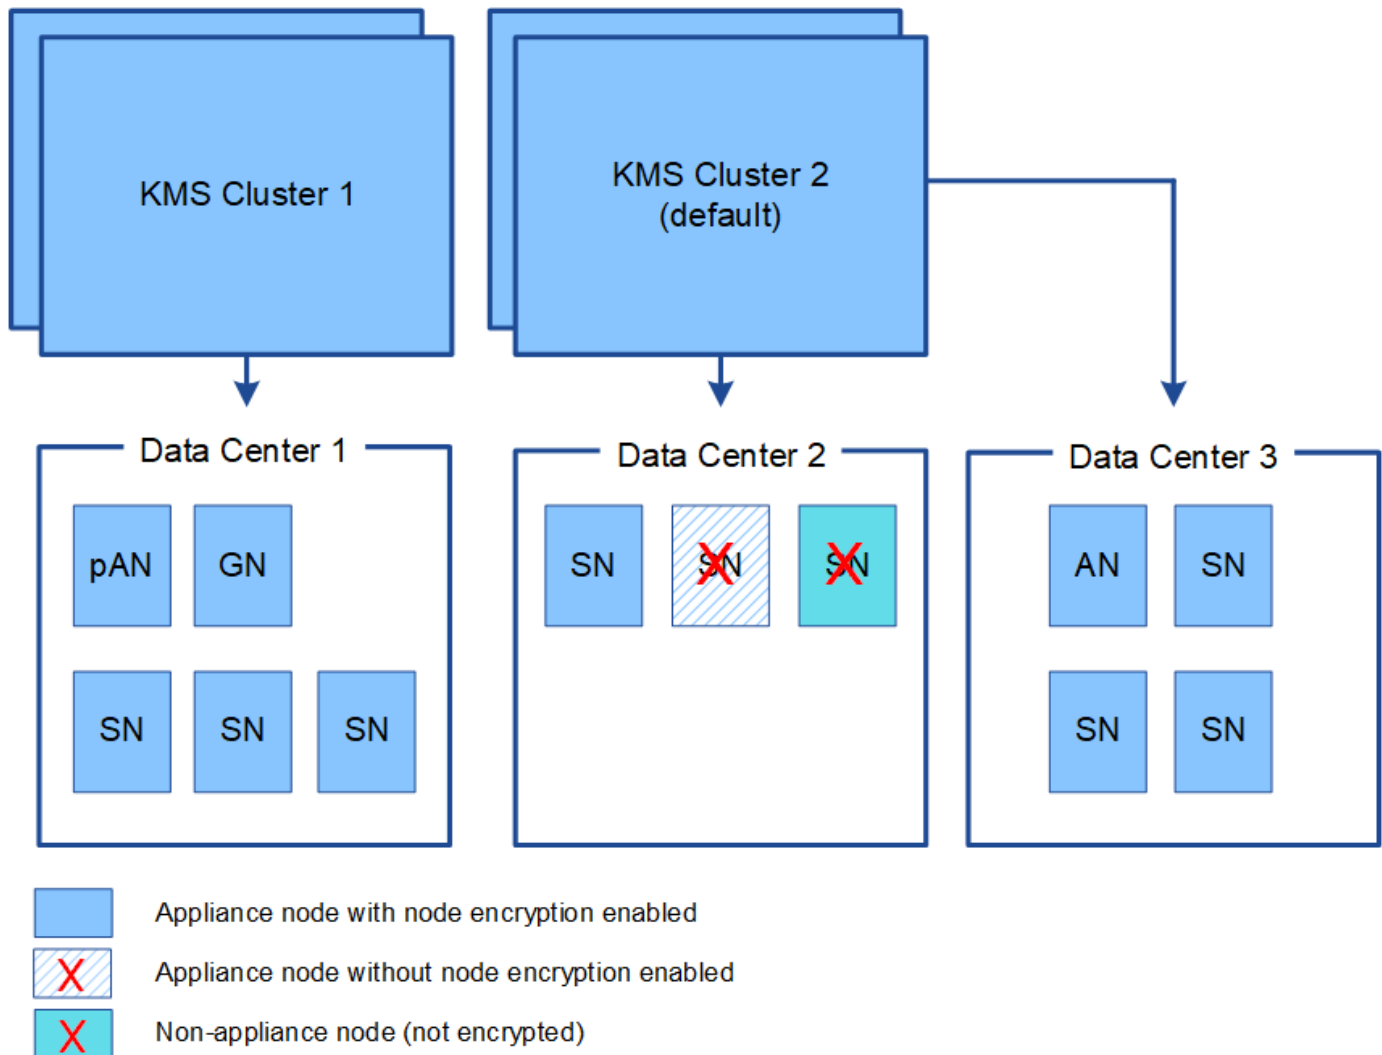 KMS Cluster 1
KMS Cluster 2
(default)
Data Center 1
Data Center 2
Data Center 3
pAN
GN
SN
SN
SN
SN
SN
SN
AN
SN
SN
SN
Appliance node with node encryption enabled
X
Appliance node without node encryption enabled
X
Non-appliance node (not encrypted)